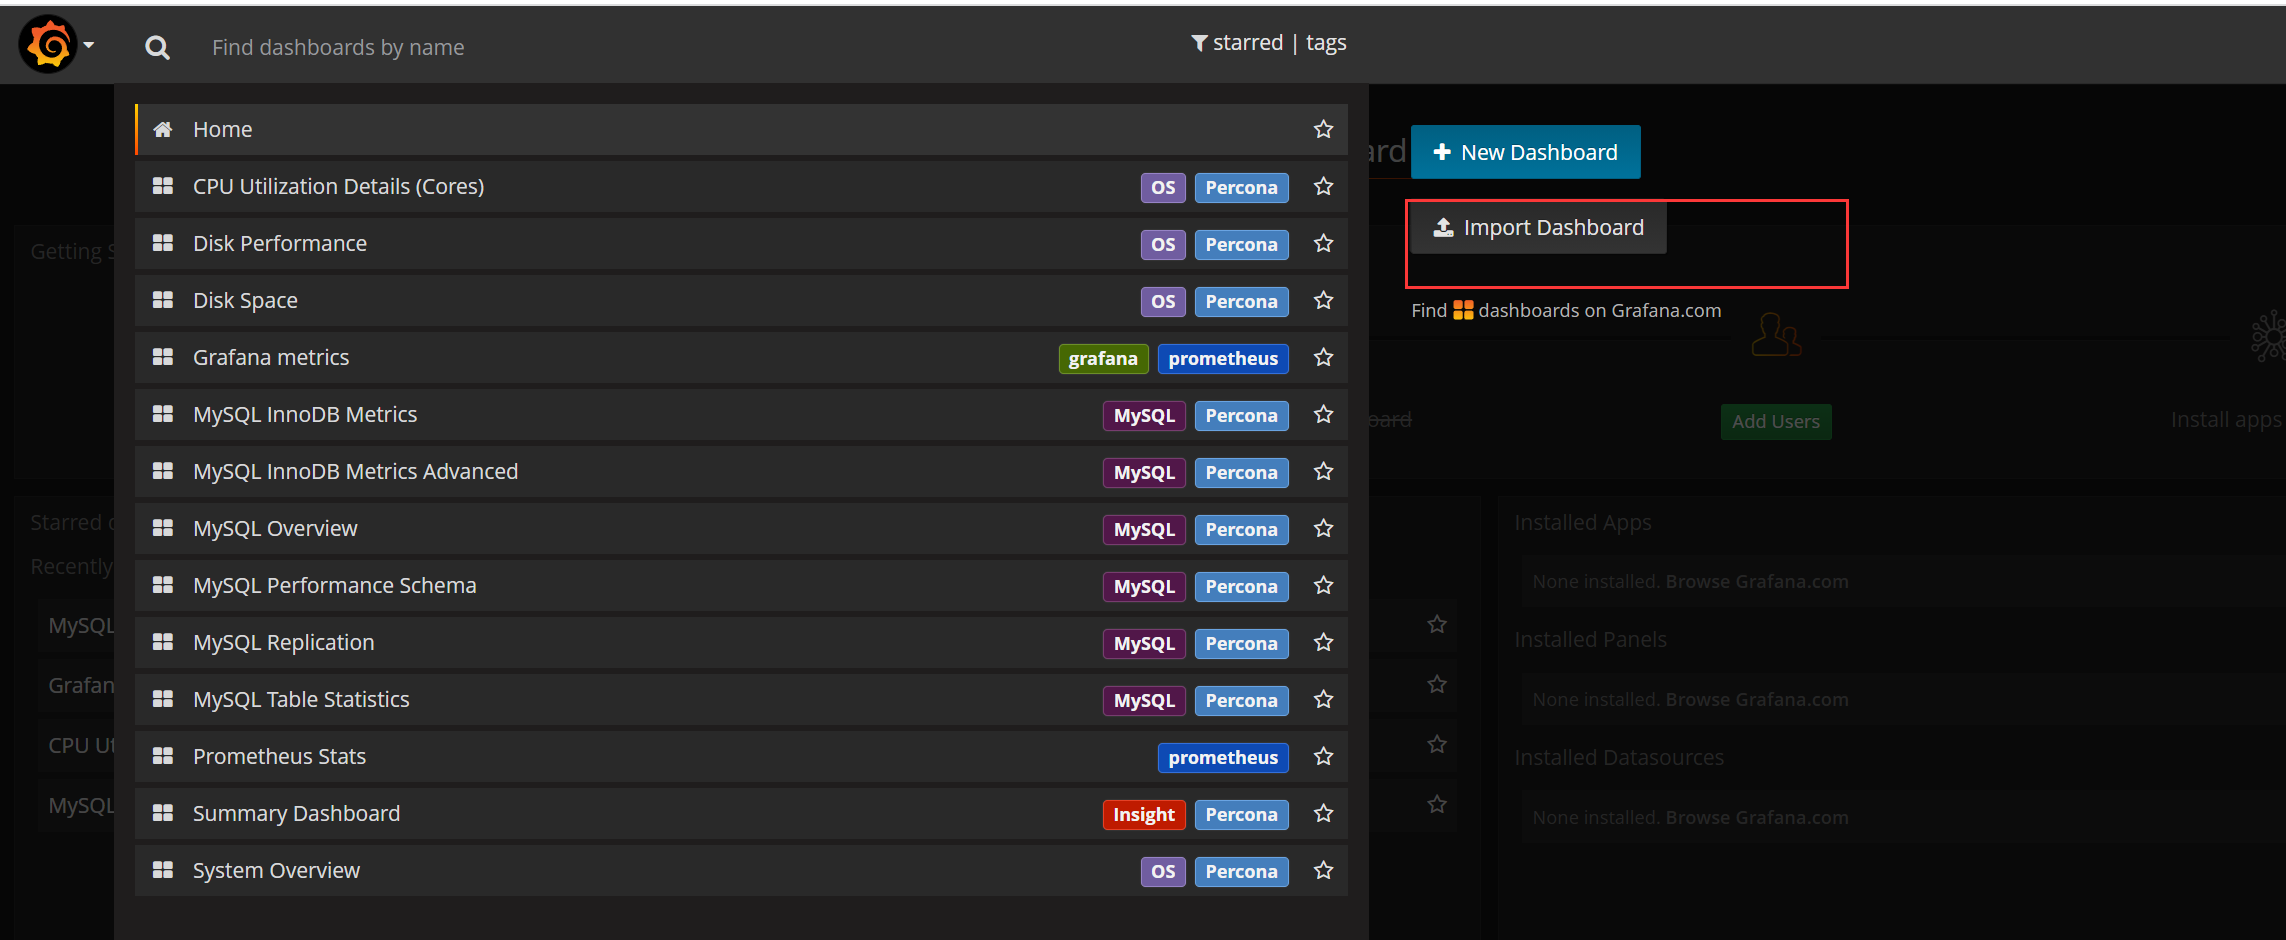 Find dashboards by name
starred | tags
Home
CPU Utilization Details (Cores) OS Percona
Disk Performance OS Percona
Disk Space OS Percona
Grafana metrics grafana prometheus
MySQL InnoDB Metrics MySQL Percona
MySQL InnoDB Metrics Advanced MySQL Percona
MySQL Overview MySQL Percona
MySQL Performance Schema MySQL Percona
MySQL Replication MySQL Percona
MySQL Table Statistics MySQL Percona
Prometheus Stats prometheus
Summary Dashboard Insight Percona
System Overview OS Percona
ard
New Dashboard
Import Dashboard
Find dashboards on Grafana.com
oard
Add Users
Install apps
Getting S
Starred d
Recently
MySQL
Grafan
CPU Ut
MySQL
Installed Apps
None installed. Browse Grafana.com
Installed Panels
None installed. Browse Grafana.com
Installed Datasources
None installed. Browse Grafana.com